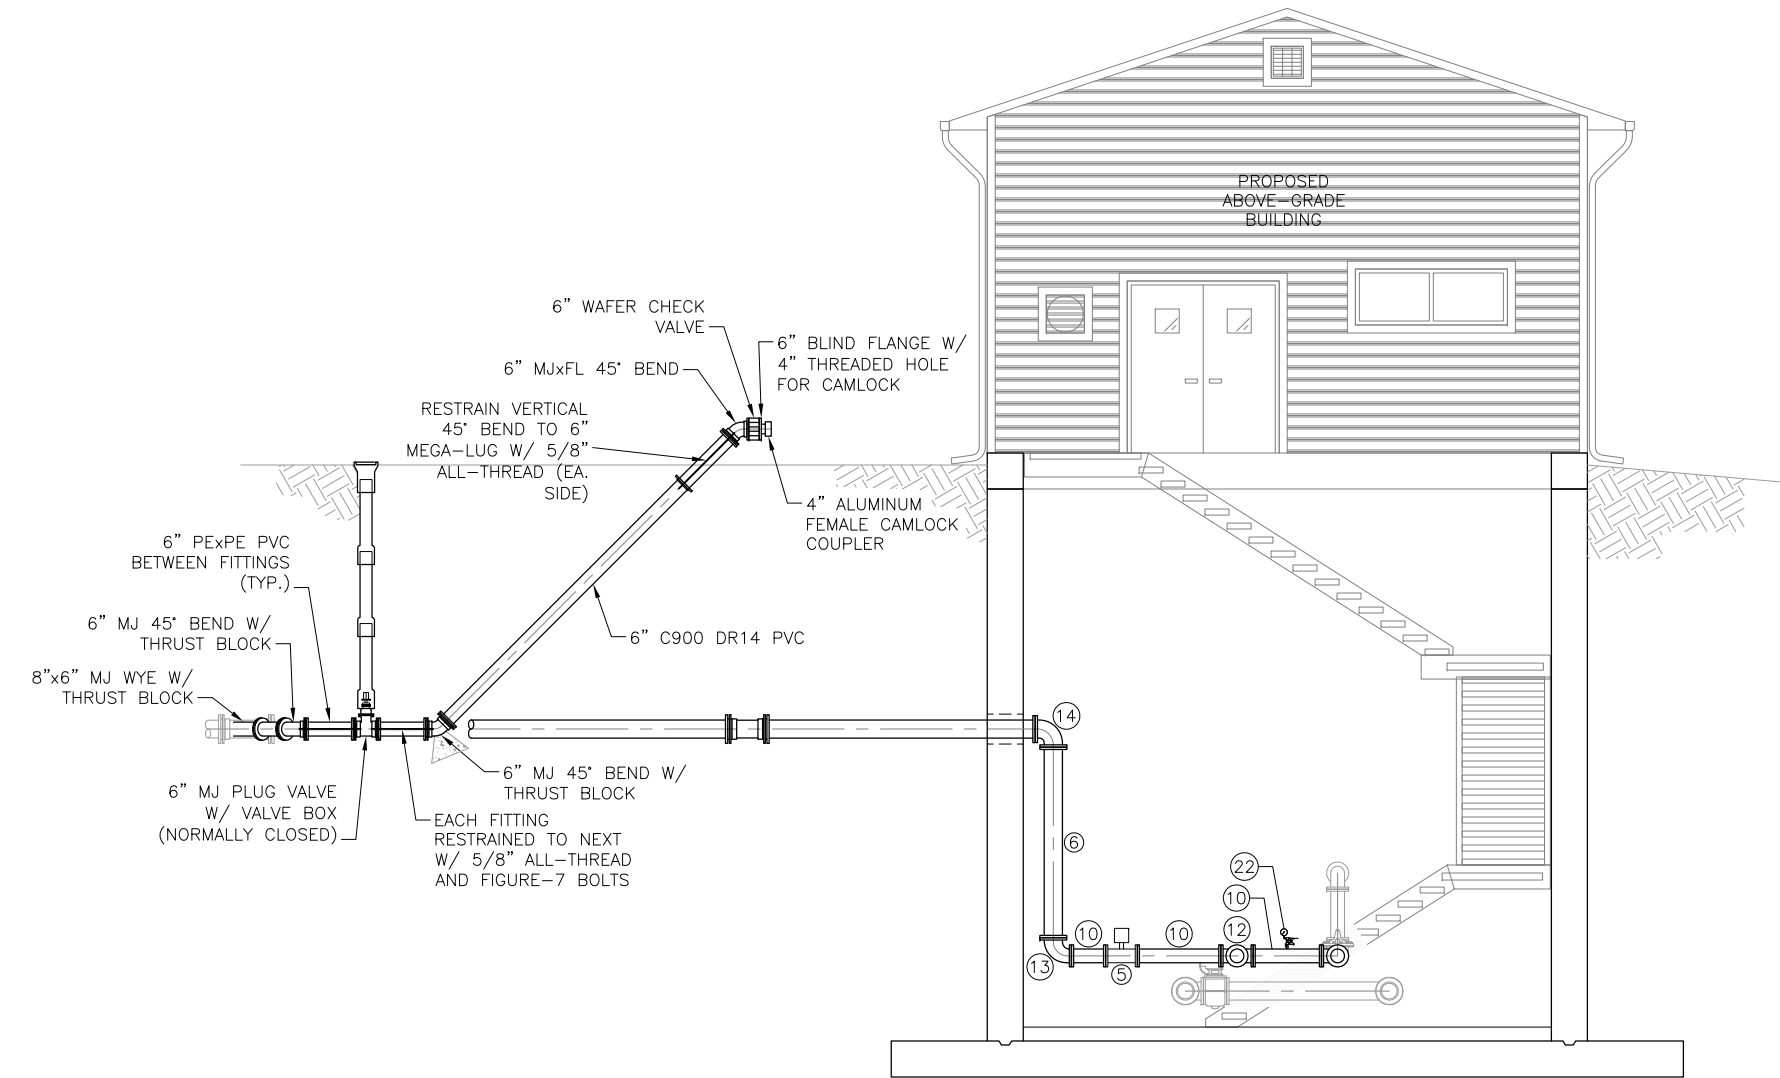 PROPOSED
ABOVE-GRADE
BUILDING
6" WAFER CHECK
VALVE
6" BLIND FLANGE W/
4" THREADED HOLE
FOR CAMLOCK
6" MJxFL 45° BEND
RESTRAIN VERTICAL
45° BEND TO 6"
MEGA-LUG W/ 5/8"
ALL-THREAD (EA.
SIDE)
4" ALUMINUM
FEMALE CAMLOCK
COUPLER
6" PExPE PVC
BETWEEN FITTINGS
(TYP.)
6" MJ 45° BEND W/
THRUST BLOCK
6" C900 DR14 PVC
8"x6" MJ WYE W/
THRUST BLOCK
6" MJ 45° BEND W/
THRUST BLOCK
6" MJ PLUG VALVE
W/ VALVE BOX
(NORMALLY CLOSED)
EACH FITTING
RESTRAINED TO NEXT
W/ 5/8" ALL-THREAD
AND FIGURE-7 BOLTS
14
6
22
10
10
10
12
13
5